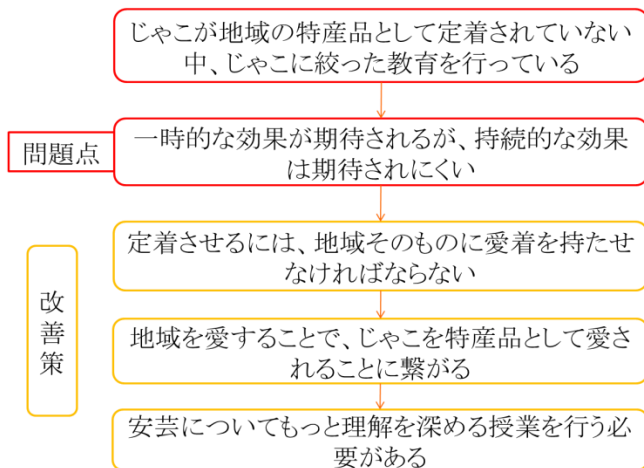 じゃこが地域の特産品として定着されていない
中、じゃこに絞った教育を行っている
問題点
一時的な効果が期待されるが、持続的な効果
は期待されにくい
改善策
定着させるには、地域そのものに愛着を持たせ
なければならない
地域を愛することで、じゃこを特産品として愛さ
れることに繋がる
安芸についてもっと理解を深める授業を行う必
要がある